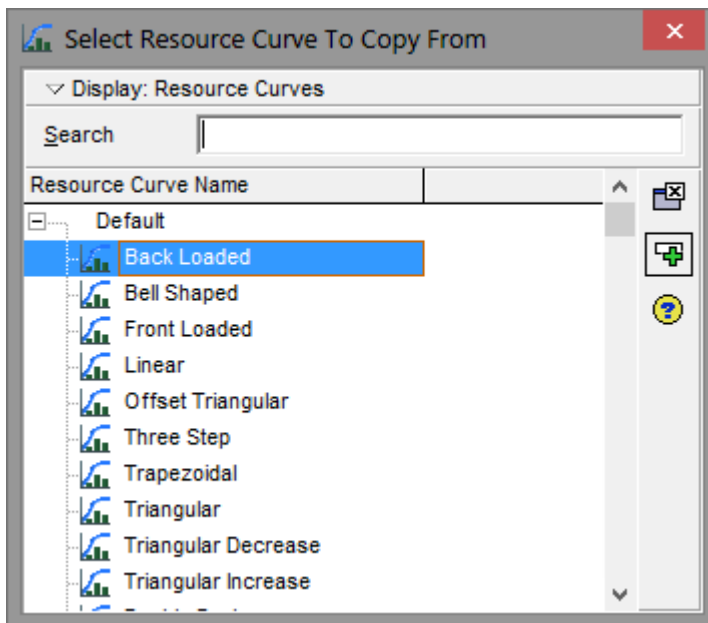 Select Resource Curve To Copy From
Display: Resource Curves
Search
Resource Curve Name
Default
Back Loaded
Bell Shaped
Front Loaded
Linear
Offset Triangular
Three Step
Trapezoidal
Triangular
Triangular Decrease
Triangular Increase